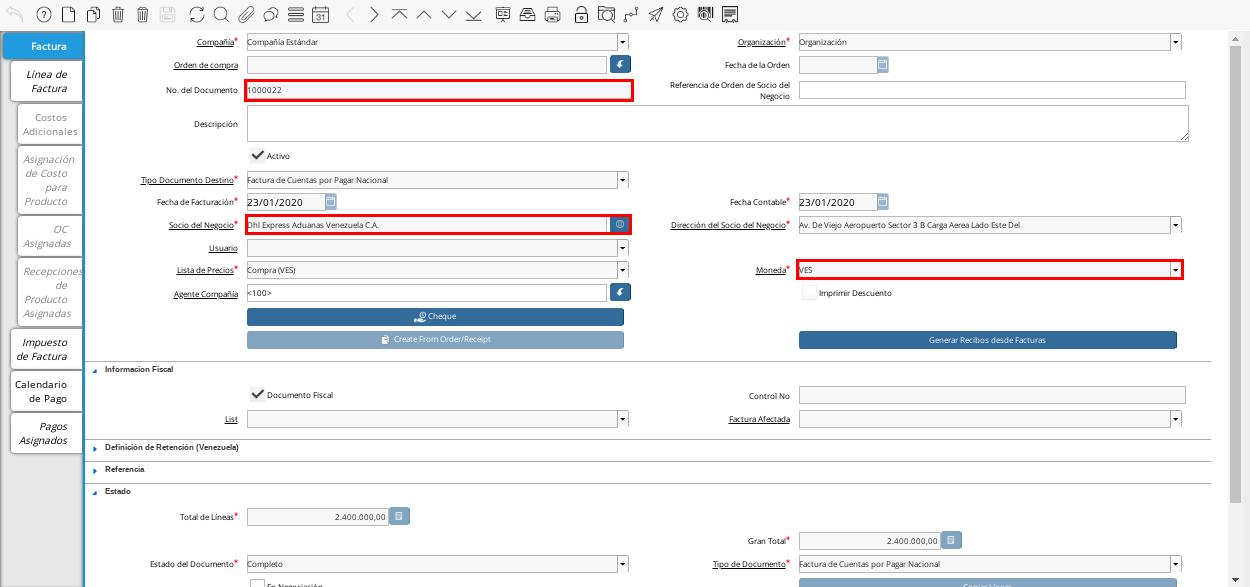 31
Factura
Línea de
Factura
Costos
Adicionales
Asignación
de Costo
para
Producto
OC
Asignadas
Recepciones
de
Producto
Asignadas
Impuesto
de Factura
Calendario
de Pago
Pagos
Asignados
Compañía* Compañía Estándar Organización* Organización
Orden de compra Fecha de la Orden
No. del Documento 1000022 Referencia de Orden de Socio del
Negocio
Descripción
Activo
Tipo Documento Destino* Factura de Cuentas por Pagar Nacional
Fecha de Facturación* 23/01/2020 Fecha Contable* 23/01/2020
Socio del Negocio* Dhl Express Aduanas Venezuela C.A. Dirección del Socio del Negocio* Av. De Viejo Aeropuerto Sector 3 B Carga Aerea Lado Este Del
Usuario
Lista de Precios* Compra (VES) Moneda* VES
Agente Compañía <100> Imprimir Descuento
Cheque
Create From Order/Receipt Generar Recibos desde Facturas
Informacion Fiscal
Documento Fiscal Control No
List Factura Afectada
Definición de Retención (Venezuela)
Referencia
Estado
Total de Líneas* 2.400.000,00
Gran Total* 2.400.000,00
Estado del Documento* Completo Tipo de Documento* Factura de Cuentas por Pagar Nacional
En Negociación Copiar Líneas